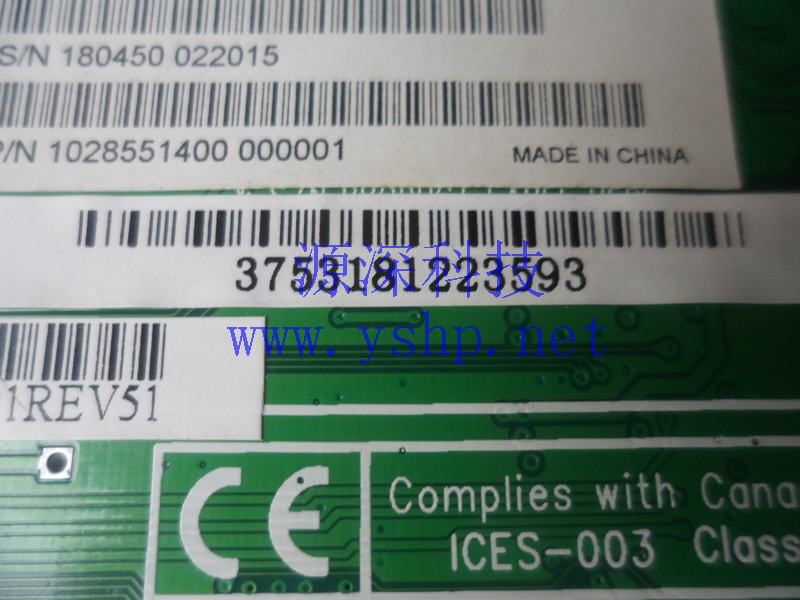 S/N 180450 022015
P/N 1028551400 000001
MADE IN CHINA
3753181223593
源深科技
www.yshp.net
1REV51
CE
Complies with Cana
ICES-003 Class